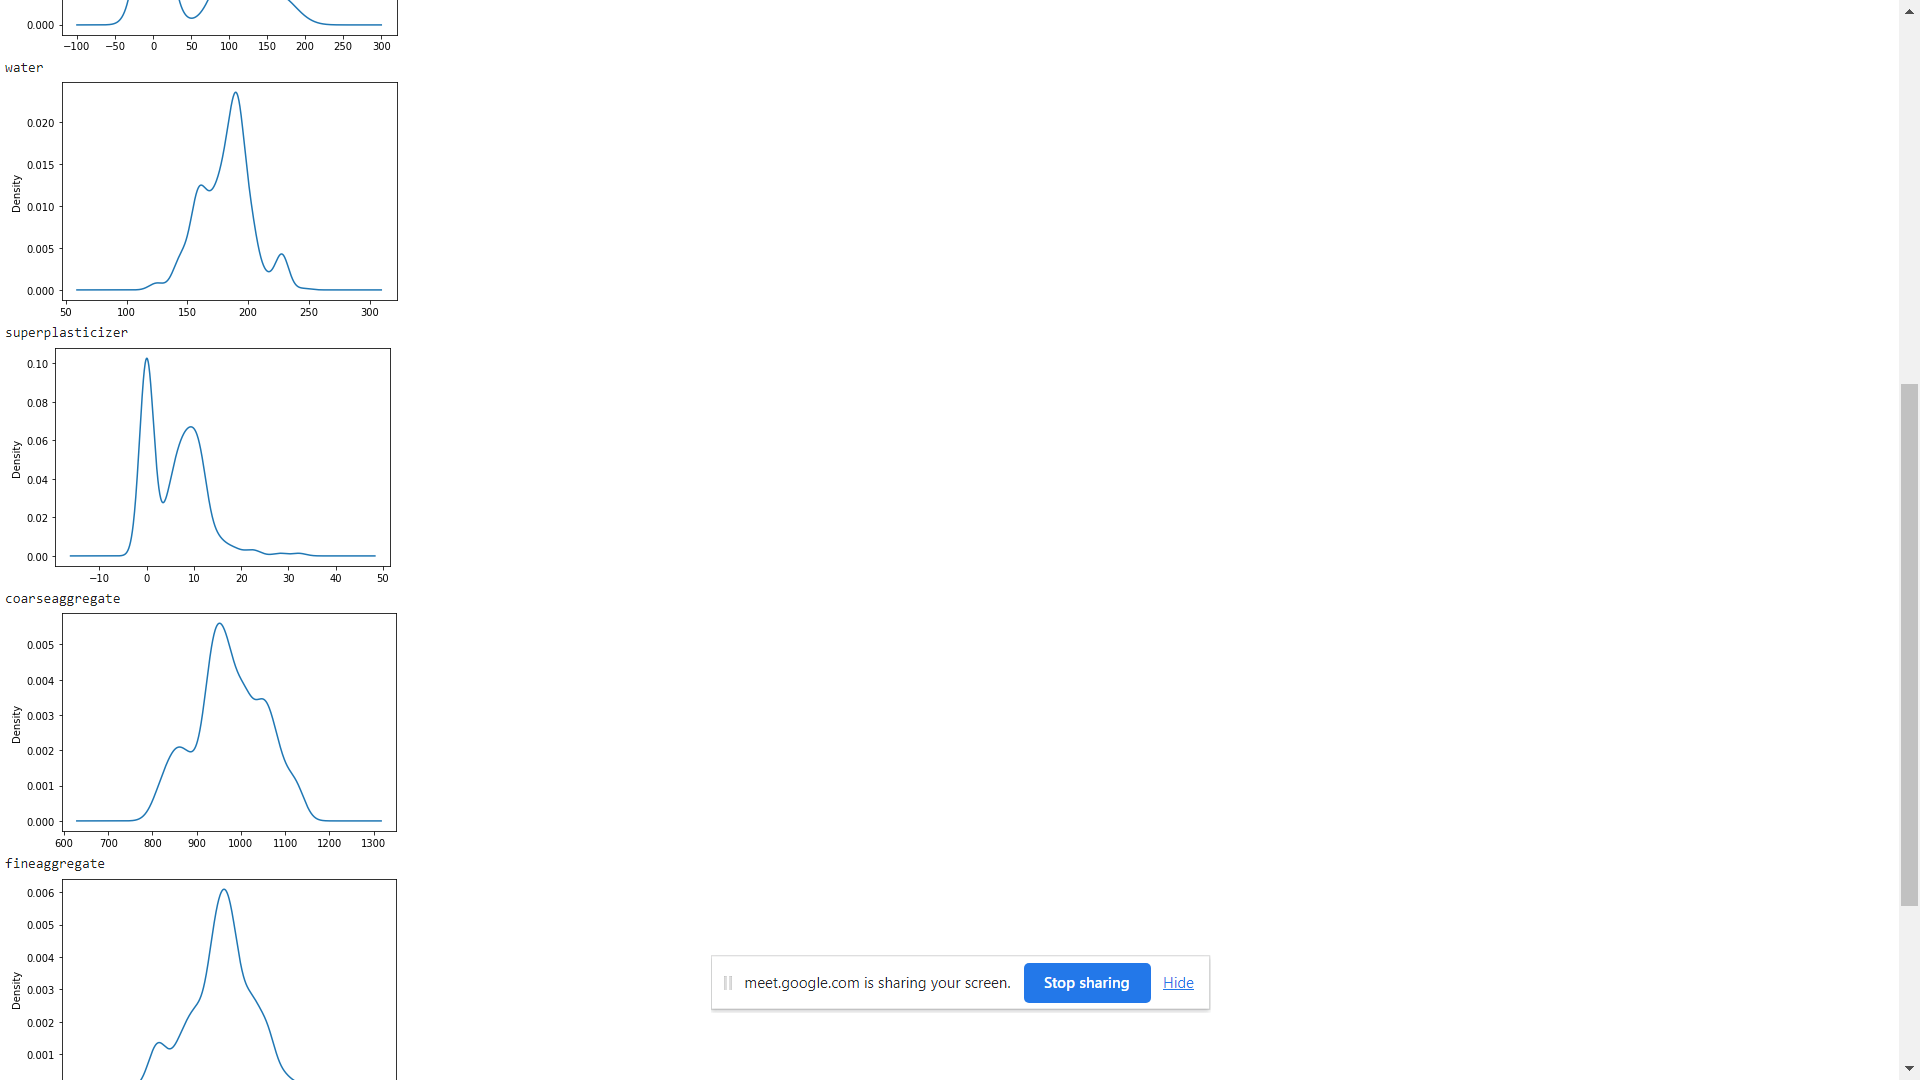 0.000
−100 −50 0 50 100 150 200 250 300
water
0.020
0.015
0.010
0.005
0.000
Density
50 100 150 200 250 300
superplasticizer
0.10
0.08
0.06
0.04
0.02
0.00
Density
−10 0 10 20 30 40 50
coarseaggregate
0.005
0.004
0.003
0.002
0.001
0.000
Density
600 700 800 900 1000 1100 1200 1300
fineaggregate
0.006
0.005
0.004
0.003
0.002
0.001
Density
meet.google.com is sharing your screen. Stop sharing Hide